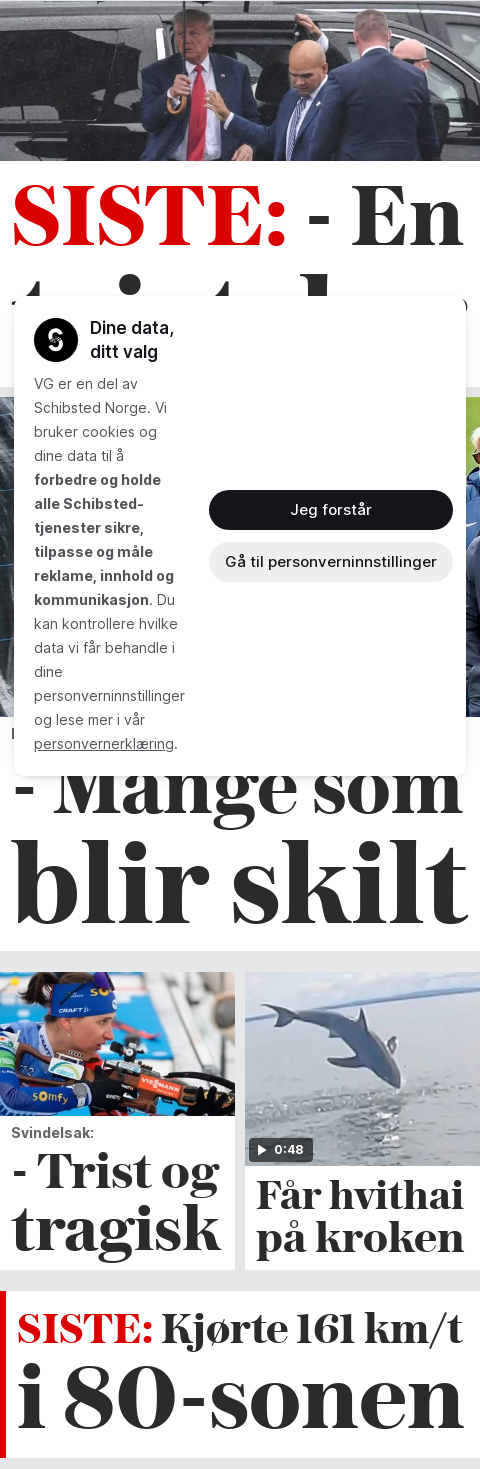 SISTE: - En
Dine data,
ditt valg
VG er en del av
Schibsted Norge. Vi
bruker cookies og
dine data til å
forbedre og holde
alle Schibsted-
tjenester sikre,
tilpasse og måle
reklame, innhold og
kommunikasjon. Du
kan kontrollere hvilke
data vi får behandle i
dine
personverninnstillinger
og lese mer i vår
personvernerklæring.
Jeg forstår
Gå til personverninnstillinger
- Mange som
blir skilt
CRAFT
somfy
VIESSMANN
Svindelsak:
- Trist og
tragisk
0:48
Får hvithai
på kroken
SISTE: Kjørte 161 km/t
i 80-sonen